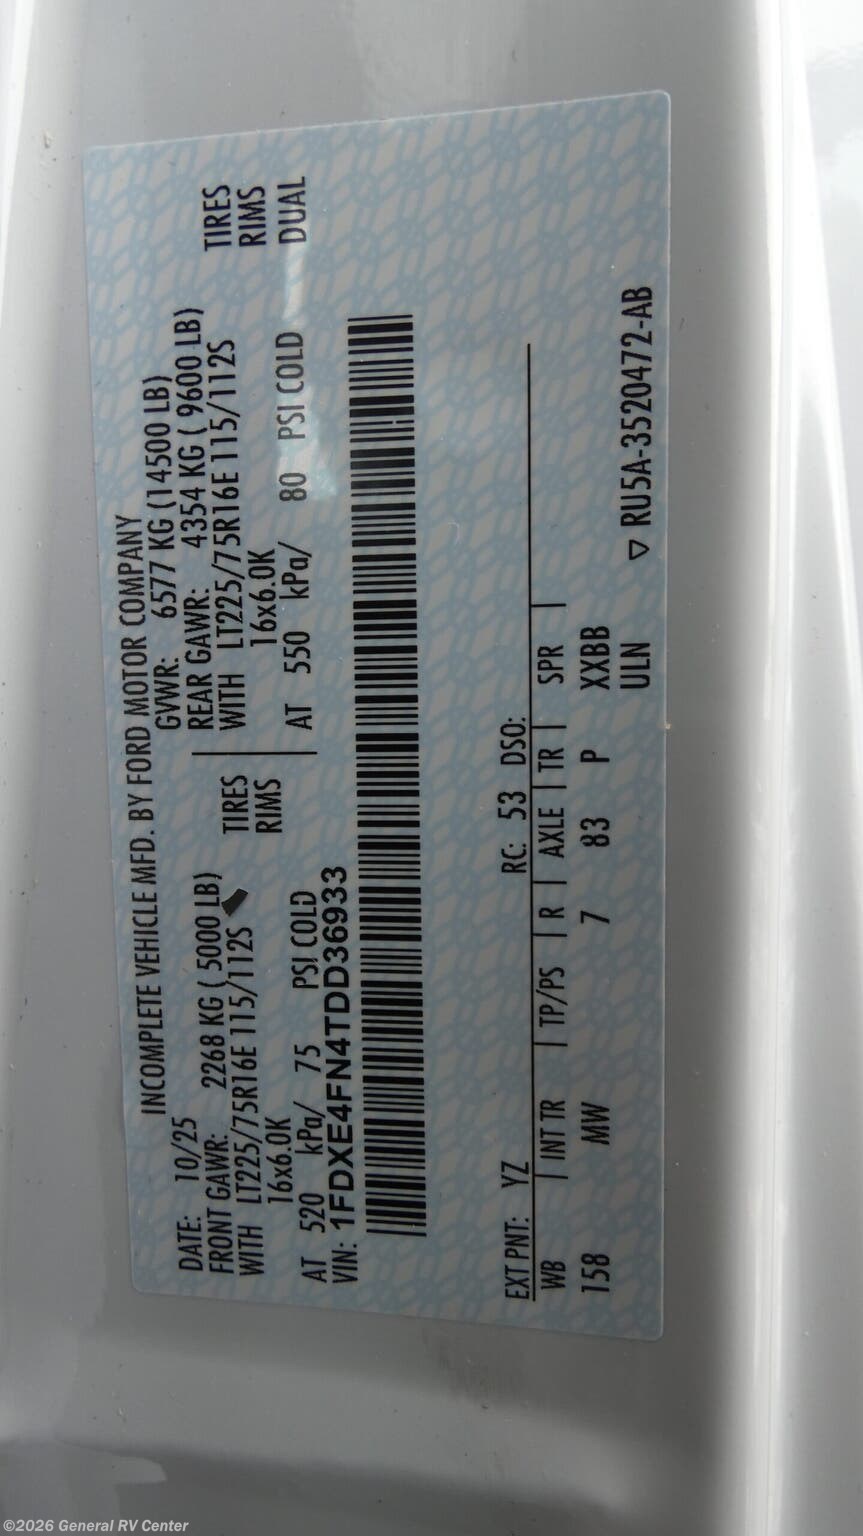 INCOMPLETE VEHICLE MFD. BY FORD MOTOR COMPANY
DATE: 10/25 GVWR: 6577 KG (14500 LB)
FRONT GAWR: 2268 KG ( 5000 LB) REAR GAWR: 4354 KG ( 9600 LB)
WITH LT225/75R16E 115/112S TIRES WITH LT225/75R16E 115/112S TIRES
16x6.0K RIMS 16x6.0K RIMS
AT 520 kPa/ 75 PSI COLD AT 550 kPa/ 80 PSI COLD DUAL
VIN: 1FDXE4FN4TDD36933
EXT PNT: YZ RC: 53 DSO:
WB INT TR TP/PS R AXLE TR SPR
158 MW 7 83 P XXBB
ULN
▽ RU5A-3520472-AB
©2026 General RV Center